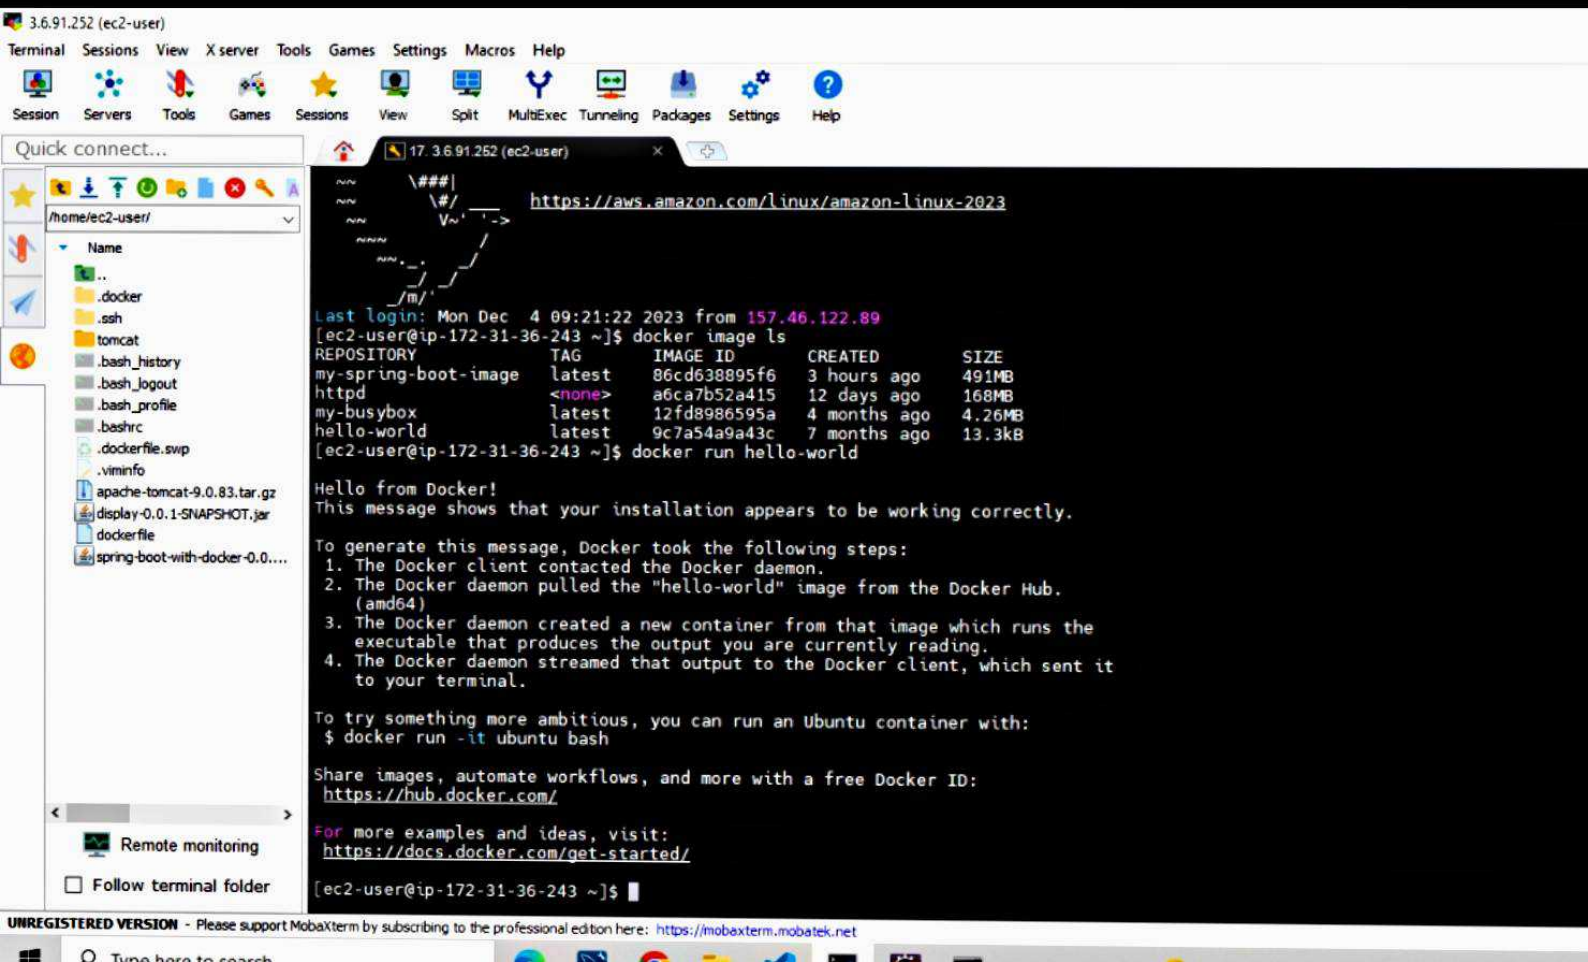 3.6.91.252 (ec2-user)
Terminal Sessions View X server Tools Games Settings Macros Help
Session Servers Tools Games Sessions View Split MultiExec Tunneling Packages Settings Help
Quick connect...
17. 3.6.91.252 (ec2-user)
/home/ec2-user/
Name
..
.docker
.ssh
tomcat
.bash_history
.bash_logout
.bash_profile
.bashrc
.dockerfile.swp
.viminfo
apache-tomcat-9.0.83.tar.gz
display-0.0.1-SNAPSHOT.jar
dockerfile
spring-boot-with-docker-0.0....
Remote monitoring
Follow terminal folder
~~ \###|
~~ \#/ ___ https://aws.amazon.com/linux/amazon-linux-2023
~~ V~' '->
~~~ /
~~._. _/
_/ _/
_/m/'
Last login: Mon Dec 4 09:21:22 2023 from 157.46.122.89
[ec2-user@ip-172-31-36-243 ~]$ docker image ls
REPOSITORY TAG IMAGE ID CREATED SIZE
my-spring-boot-image latest 86cd638895f6 3 hours ago 491MB
httpd <none> a6ca7b52a415 12 days ago 168MB
my-busybox latest 12fd8986595a 4 months ago 4.26MB
hello-world latest 9c7a54a9a43c 7 months ago 13.3kB
[ec2-user@ip-172-31-36-243 ~]$ docker run hello-world
Hello from Docker!
This message shows that your installation appears to be working correctly.
To generate this message, Docker took the following steps:
1. The Docker client contacted the Docker daemon.
2. The Docker daemon pulled the "hello-world" image from the Docker Hub.
(amd64)
3. The Docker daemon created a new container from that image which runs the
executable that produces the output you are currently reading.
4. The Docker daemon streamed that output to the Docker client, which sent it
to your terminal.
To try something more ambitious, you can run an Ubuntu container with:
$ docker run -it ubuntu bash
Share images, automate workflows, and more with a free Docker ID:
https://hub.docker.com/
For more examples and ideas, visit:
https://docs.docker.com/get-started/
[ec2-user@ip-172-31-36-243 ~]$
UNREGISTERED VERSION - Please support MobaXterm by subscribing to the professional edition here: https://mobaxterm.mobatek.net
Type here to search